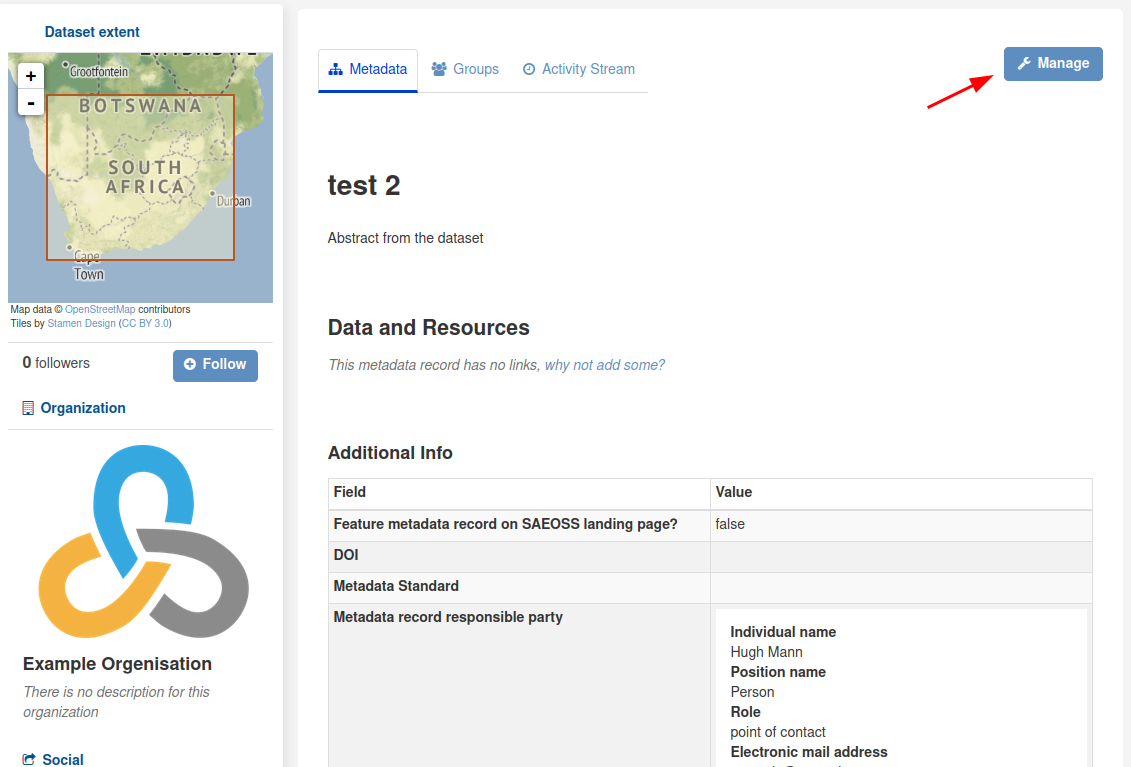 Dataset extent
+
-
Grootfontein
BOTSWANA
SOUTH
AFRICA
Durban
Cape
Town
Map data © OpenStreetMap contributors
Tiles by Stamen Design (CC BY 3.0)
0 followers
Follow
Organization
Example Orgenisation
There is no description for this
organization
Social
Metadata
Groups
Activity Stream
Manage
test 2
Abstract from the dataset
Data and Resources
This metadata record has no links, why not add some?
Additional Info
Field Value
Feature metadata record on SAEOSS landing page? false
DOI
Metadata Standard
Metadata record responsible party
Individual name
Hugh Mann
Position name
Person
Role
point of contact
Electronic mail address